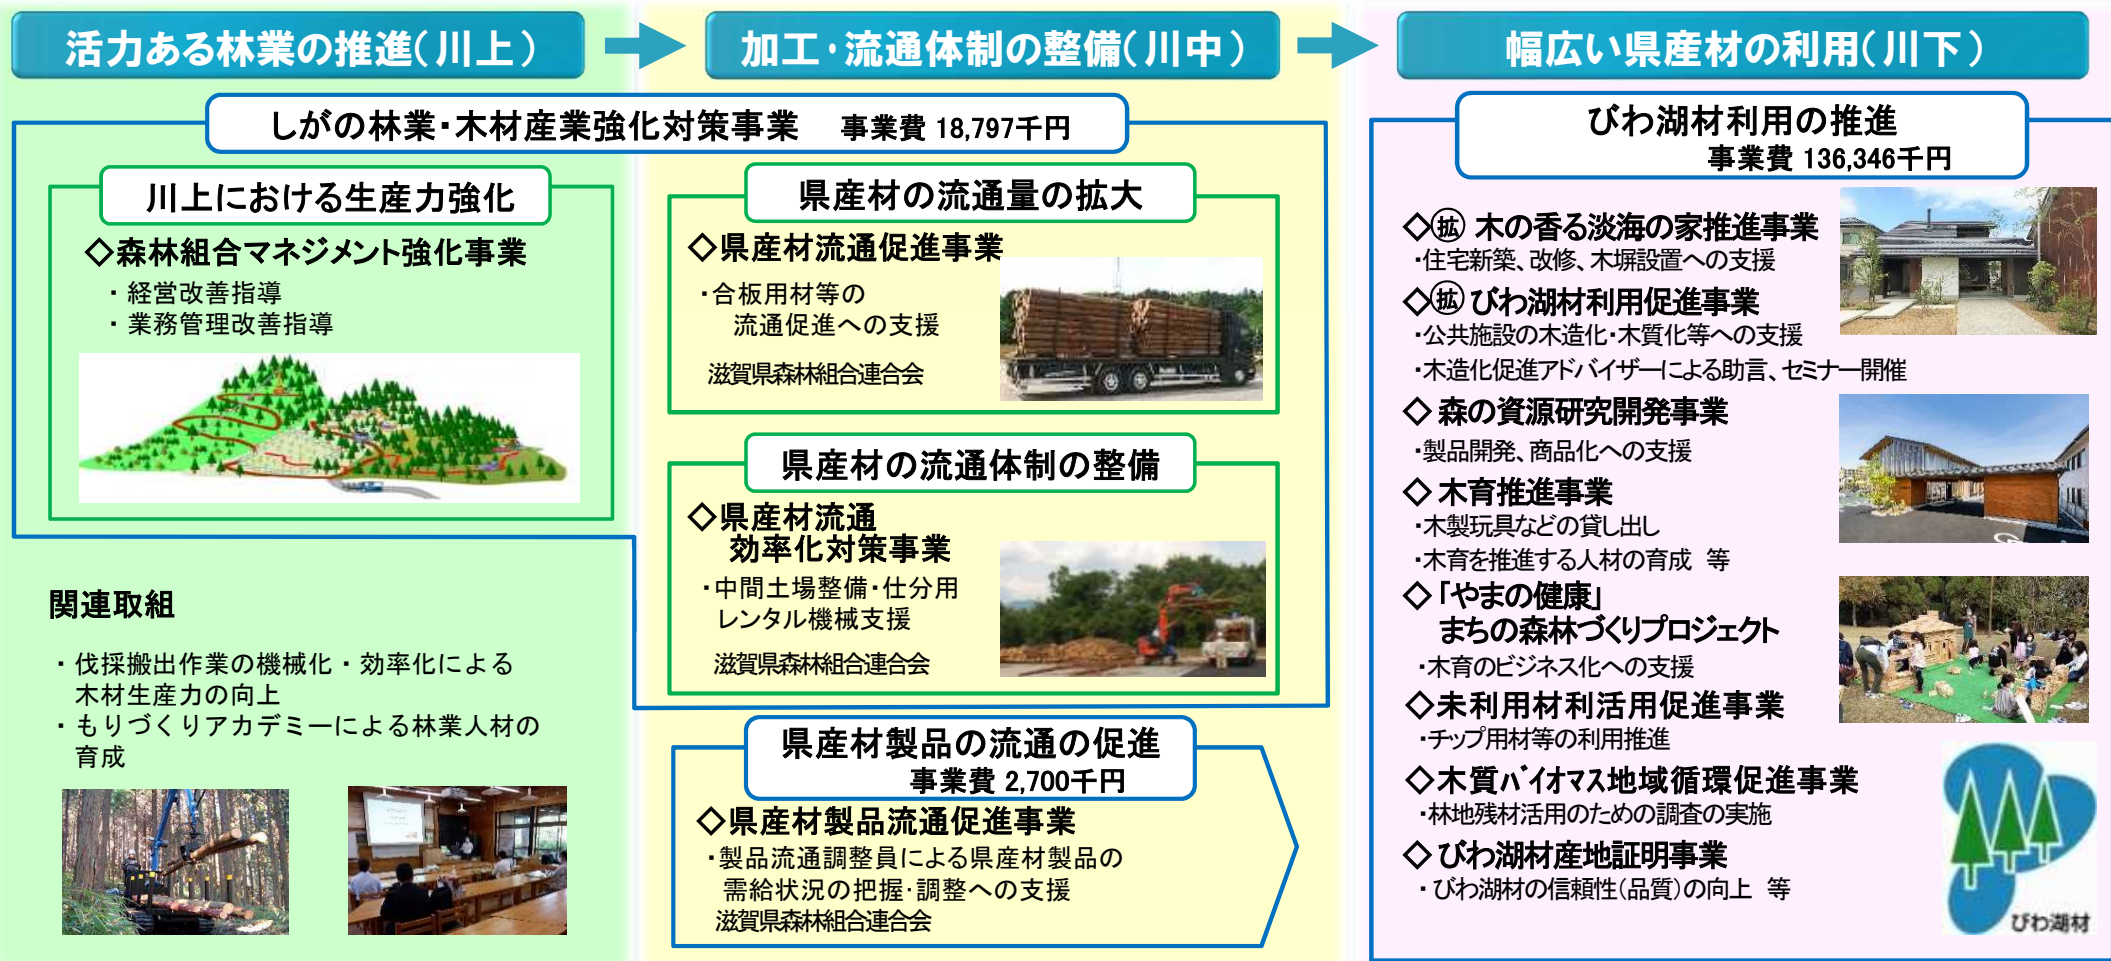 活力ある林業の推進(川上)
加工・流通体制の整備(川中)
幅広い県産材の利用(川下)
しがの林業・木材産業強化対策事業　事業費 18,797千円
川上における生産力強化
◇森林組合マネジメント強化事業
・経営改善指導
・業務管理改善指導
関連取組
・伐採搬出作業の機械化・効率化による
木材生産力の向上
・もりづくりアカデミーによる林業人材の
育成
県産材の流通量の拡大
◇県産材流通促進事業
・合板用材等の
流通促進への支援
滋賀県森林組合連合会
県産材の流通体制の整備
◇県産材流通
効率化対策事業
・中間土場整備・仕分用
レンタル機械支援
滋賀県森林組合連合会
県産材製品の流通の促進
事業費 2,700千円
◇県産材製品流通促進事業
・製品流通調整員による県産材製品の
需給状況の把握・調整への支援
滋賀県森林組合連合会
びわ湖材利用の推進
事業費 136,346千円
◇拡 木の香る淡海の家推進事業
・住宅新築、改修、木塀設置への支援
◇拡 びわ湖材利用促進事業
・公共施設の木造化・木質化等への支援
・木造化促進アドバイザーによる助言、セミナー開催
◇ 森の資源研究開発事業
・製品開発、商品化への支援
◇ 木育推進事業
・木製玩具などの貸し出し
・木育を推進する人材の育成 等
◇「やまの健康」
まちの森林づくりプロジェクト
・木育のビジネス化への支援
◇未利用材利活用促進事業
・チップ用材等の利用推進
◇木質バイオマス地域循環促進事業
・林地残材活用のための調査の実施
◇ びわ湖材産地証明事業
・びわ湖材の信頼性(品質)の向上 等
びわ湖材